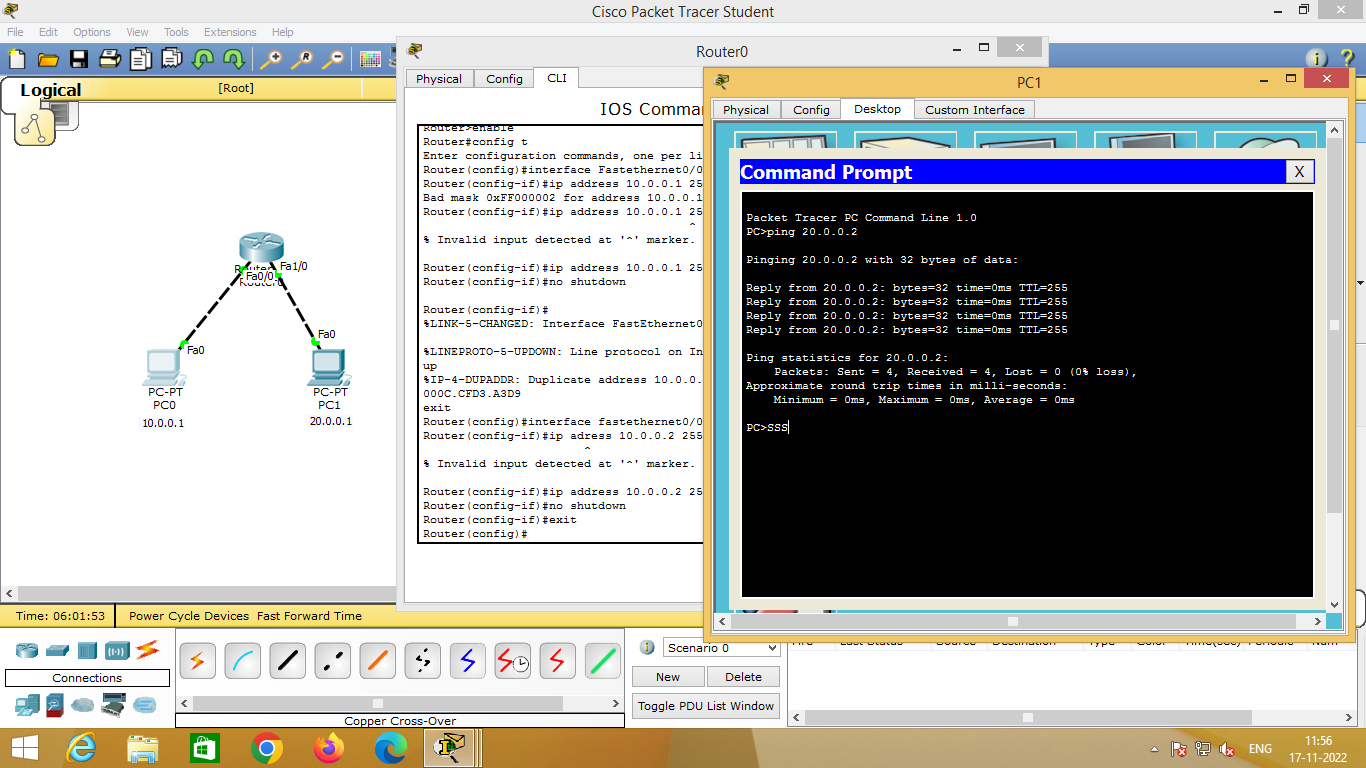 Cisco Packet Tracer Student
File Edit Options View Tools Extensions Help
Logical
[Root]
Fa1/0
Fa0/0
Router0
Fa0
Fa0
PC-PT
PC0
10.0.0.1
PC-PT
PC1
20.0.0.1
Router0
Physical Config CLI
IOS Comma
Router>enable
Router#config t
Enter configuration commands, one per li
Router(config)#interface Fastethernet0/0
Router(config-if)#ip address 10.0.0.1 25
Bad mask 0xFF000002 for address 10.0.0.1
Router(config-if)#ip address 10.0.0.1 25
^
% Invalid input detected at '^' marker.
Router(config-if)#ip address 10.0.0.1 25
Router(config-if)#no shutdown
Router(config-if)#
%LINK-5-CHANGED: Interface FastEthernet0
%LINEPROTO-5-UPDOWN: Line protocol on In
up
%IP-4-DUPADDR: Duplicate address 10.0.0.
000C.CFD3.A3D9
exit
Router(config)#interface fastethernet0/0
Router(config-if)#ip adress 10.0.0.2 255
^
% Invalid input detected at '^' marker.
Router(config-if)#ip address 10.0.0.2 25
Router(config-if)#no shutdown
Router(config-if)#exit
Router(config)#
PC1
Physical Config Desktop Custom Interface
Command Prompt
X
Packet Tracer PC Command Line 1.0
PC>ping 20.0.0.2
Pinging 20.0.0.2 with 32 bytes of data:
Reply from 20.0.0.2: bytes=32 time=0ms TTL=255
Reply from 20.0.0.2: bytes=32 time=0ms TTL=255
Reply from 20.0.0.2: bytes=32 time=0ms TTL=255
Reply from 20.0.0.2: bytes=32 time=0ms TTL=255
Ping statistics for 20.0.0.2:
Packets: Sent = 4, Received = 4, Lost = 0 (0% loss),
Approximate round trip times in milli-seconds:
Minimum = 0ms, Maximum = 0ms, Average = 0ms
PC>SSS
Time: 06:01:53 Power Cycle Devices Fast Forward Time
Connections
Copper Cross-Over
Scenario 0
New Delete
Toggle PDU List Window
Last Status Source Destination Type Color Time(sec) Periodic Num
ENG
11:56
17-11-2022